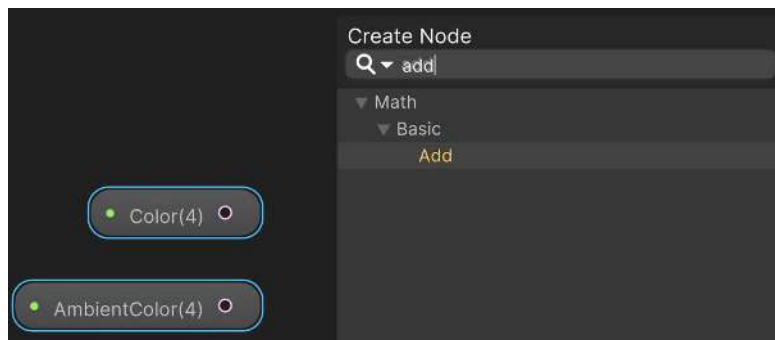 Create Node
add
Math
Basic
Add
Color(4)
AmbientColor(4)